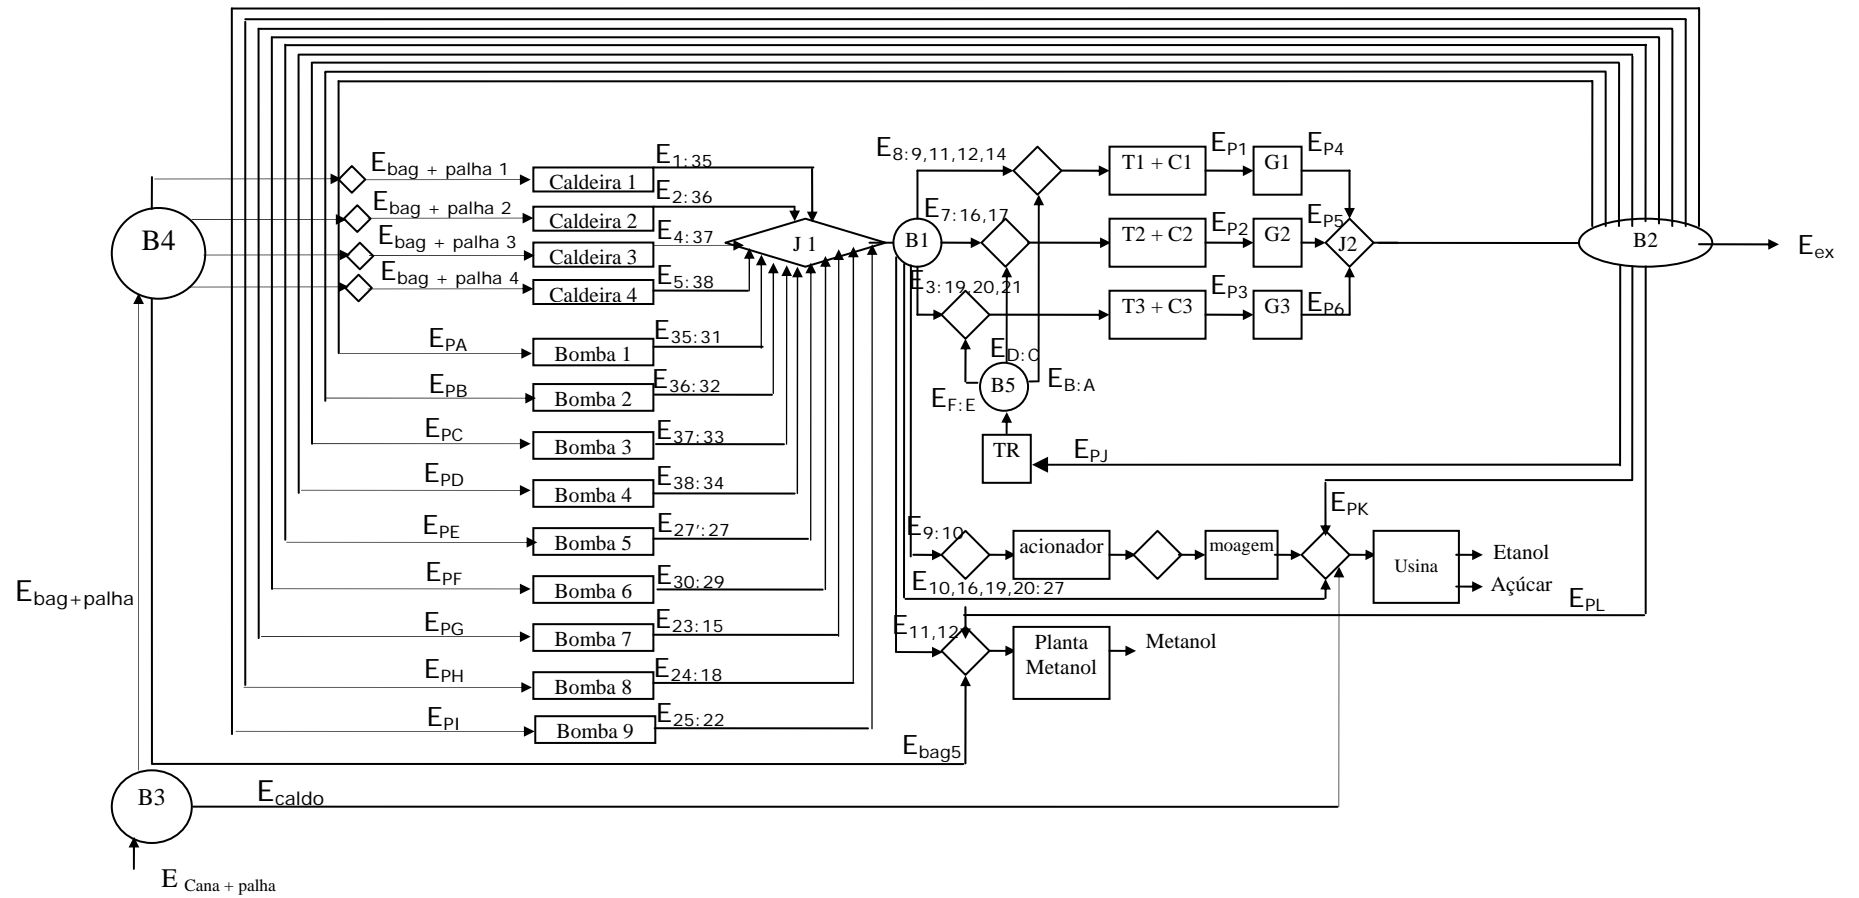 E8:9,11,12,14
EP1
EP4
Ebag + palha 1
E1:35
T1 + C1
G1
Caldeira 1
Ebag + palha 2
E2:36
E7:16,17
EP2
EP5
Caldeira 2
B4
Ebag + palha 3
E4:37
J 1
B1
T2 + C2
G2
J2
B2
Eex
Caldeira 3
Ebag + palha 4
E5:38
E3:19,20,21
EP3
EP6
Caldeira 4
T3 + C3
G3
EPA
E35:31
Bomba 1
ED:C
EPB
E36:32
B5
EB:A
Bomba 2
EF:E
EPC
E37:33
Bomba 3
TR
EPJ
EPD
E38:34
Bomba 4
EPK
EPE
E27':27
E9:10
Bomba 5
acionador
moagem
Usina
Etanol
Ebag+palha
EPF
E30:29
E10,16,19,20:27
Açúcar
Bomba 6
EPL
EPG
E23:15
E11,12
Bomba 7
Planta
Metanol
Metanol
EPH
E24:18
Bomba 8
EPI
E25:22
Bomba 9
Ebag5
B3
Ecaldo
E Cana + palha